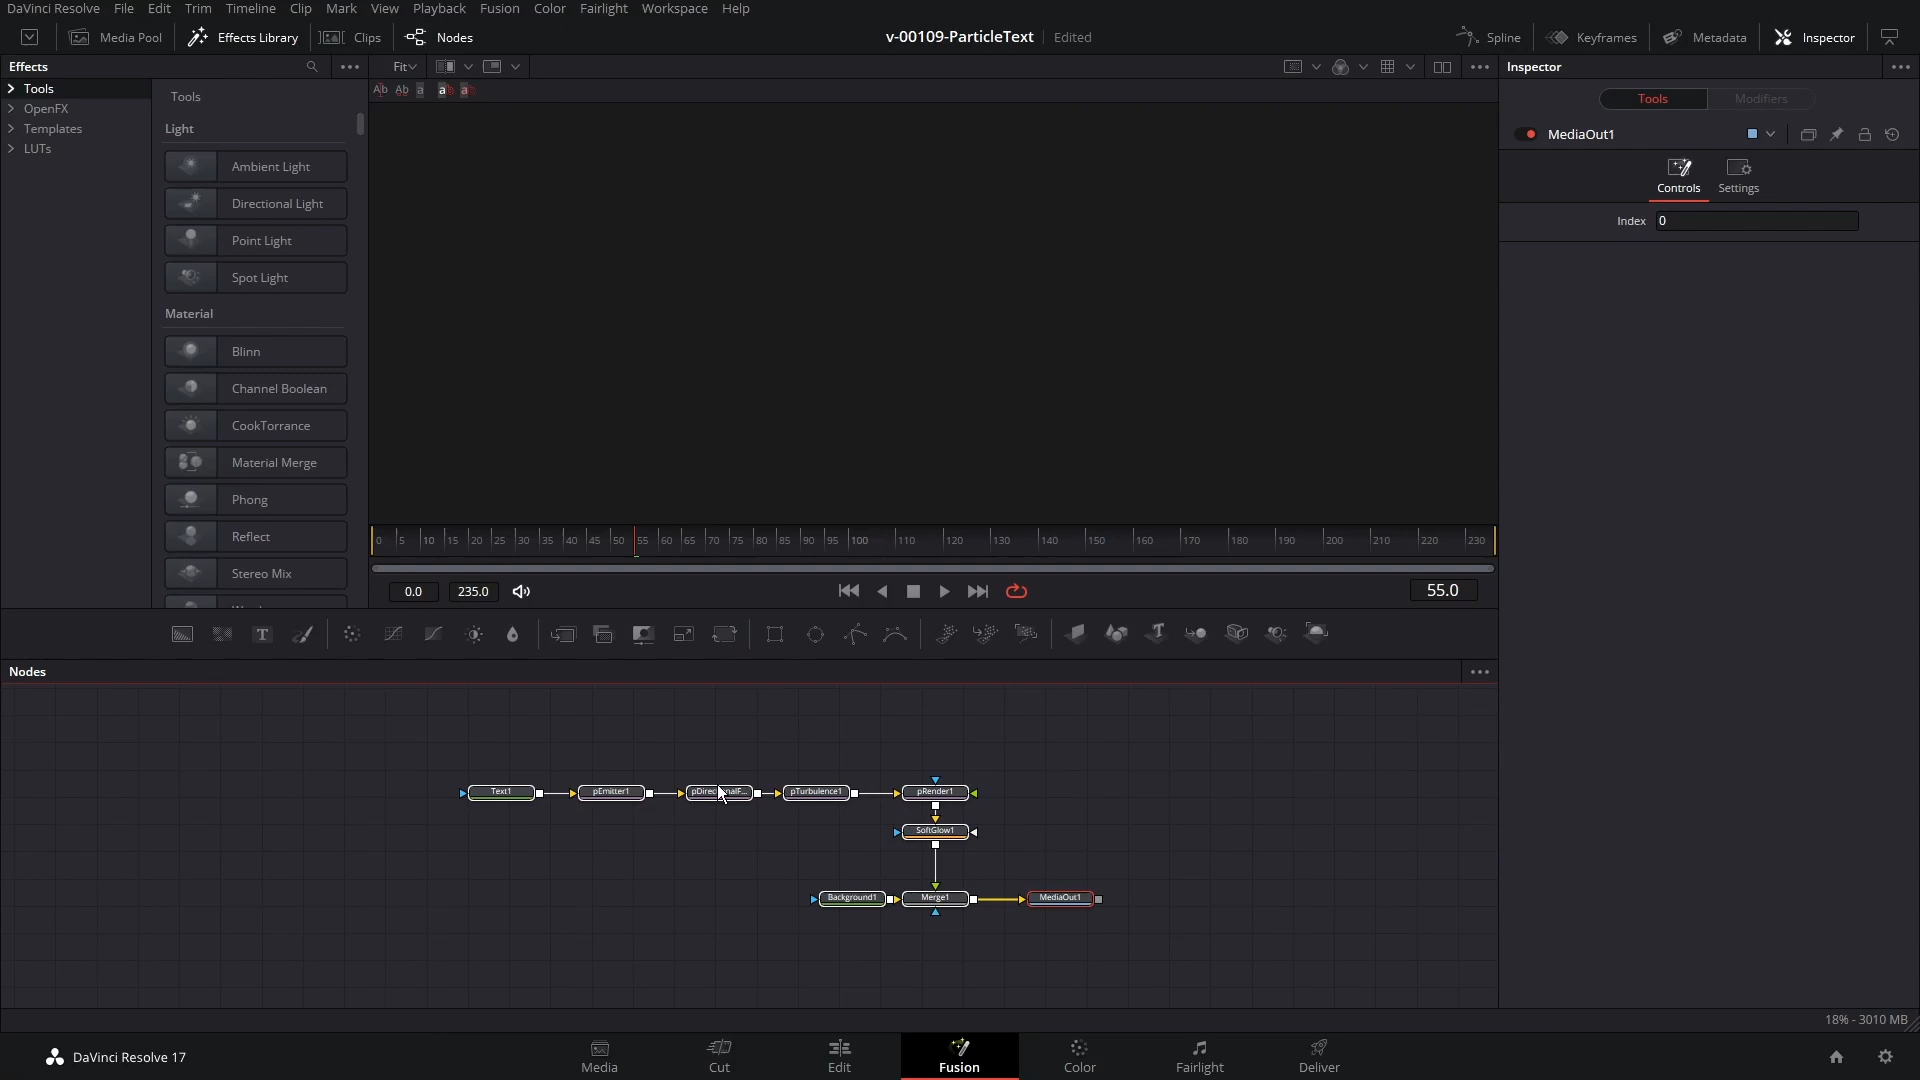 DaVinci Resolve File Edit Trim Timeline Clip Mark View Playback Fusion Color Fairlight Workspace Help
Media Pool Effects Library Clips Nodes v-00109-ParticleText Edited Spline Keyframes Metadata Inspector
Effects Fit Inspector
Tools
OpenFX
Templates
LUTs
Tools
Light
Ambient Light
Directional Light
Point Light
Spot Light
Material
Blinn
Channel Boolean
CookTorrance
Material Merge
Phong
Reflect
Stereo Mix
Tools Modifiers
MediaOut1
Controls Settings
Index 0
0 5 10 15 20 25 30 35 40 45 50 55 60 65 70 75 80 85 90 95 100 110 120 130 140 150 160 170 180 190 200 210 220 230
0.0 235.0 55.0
Nodes
Text1 pEmitter1 pTurbulence1 pRender1
SoftGlow1
Background1 Merge1 MediaOut1
18% - 3010 MB
DaVinci Resolve 17 Media Cut Edit Fusion Color Fairlight Deliver